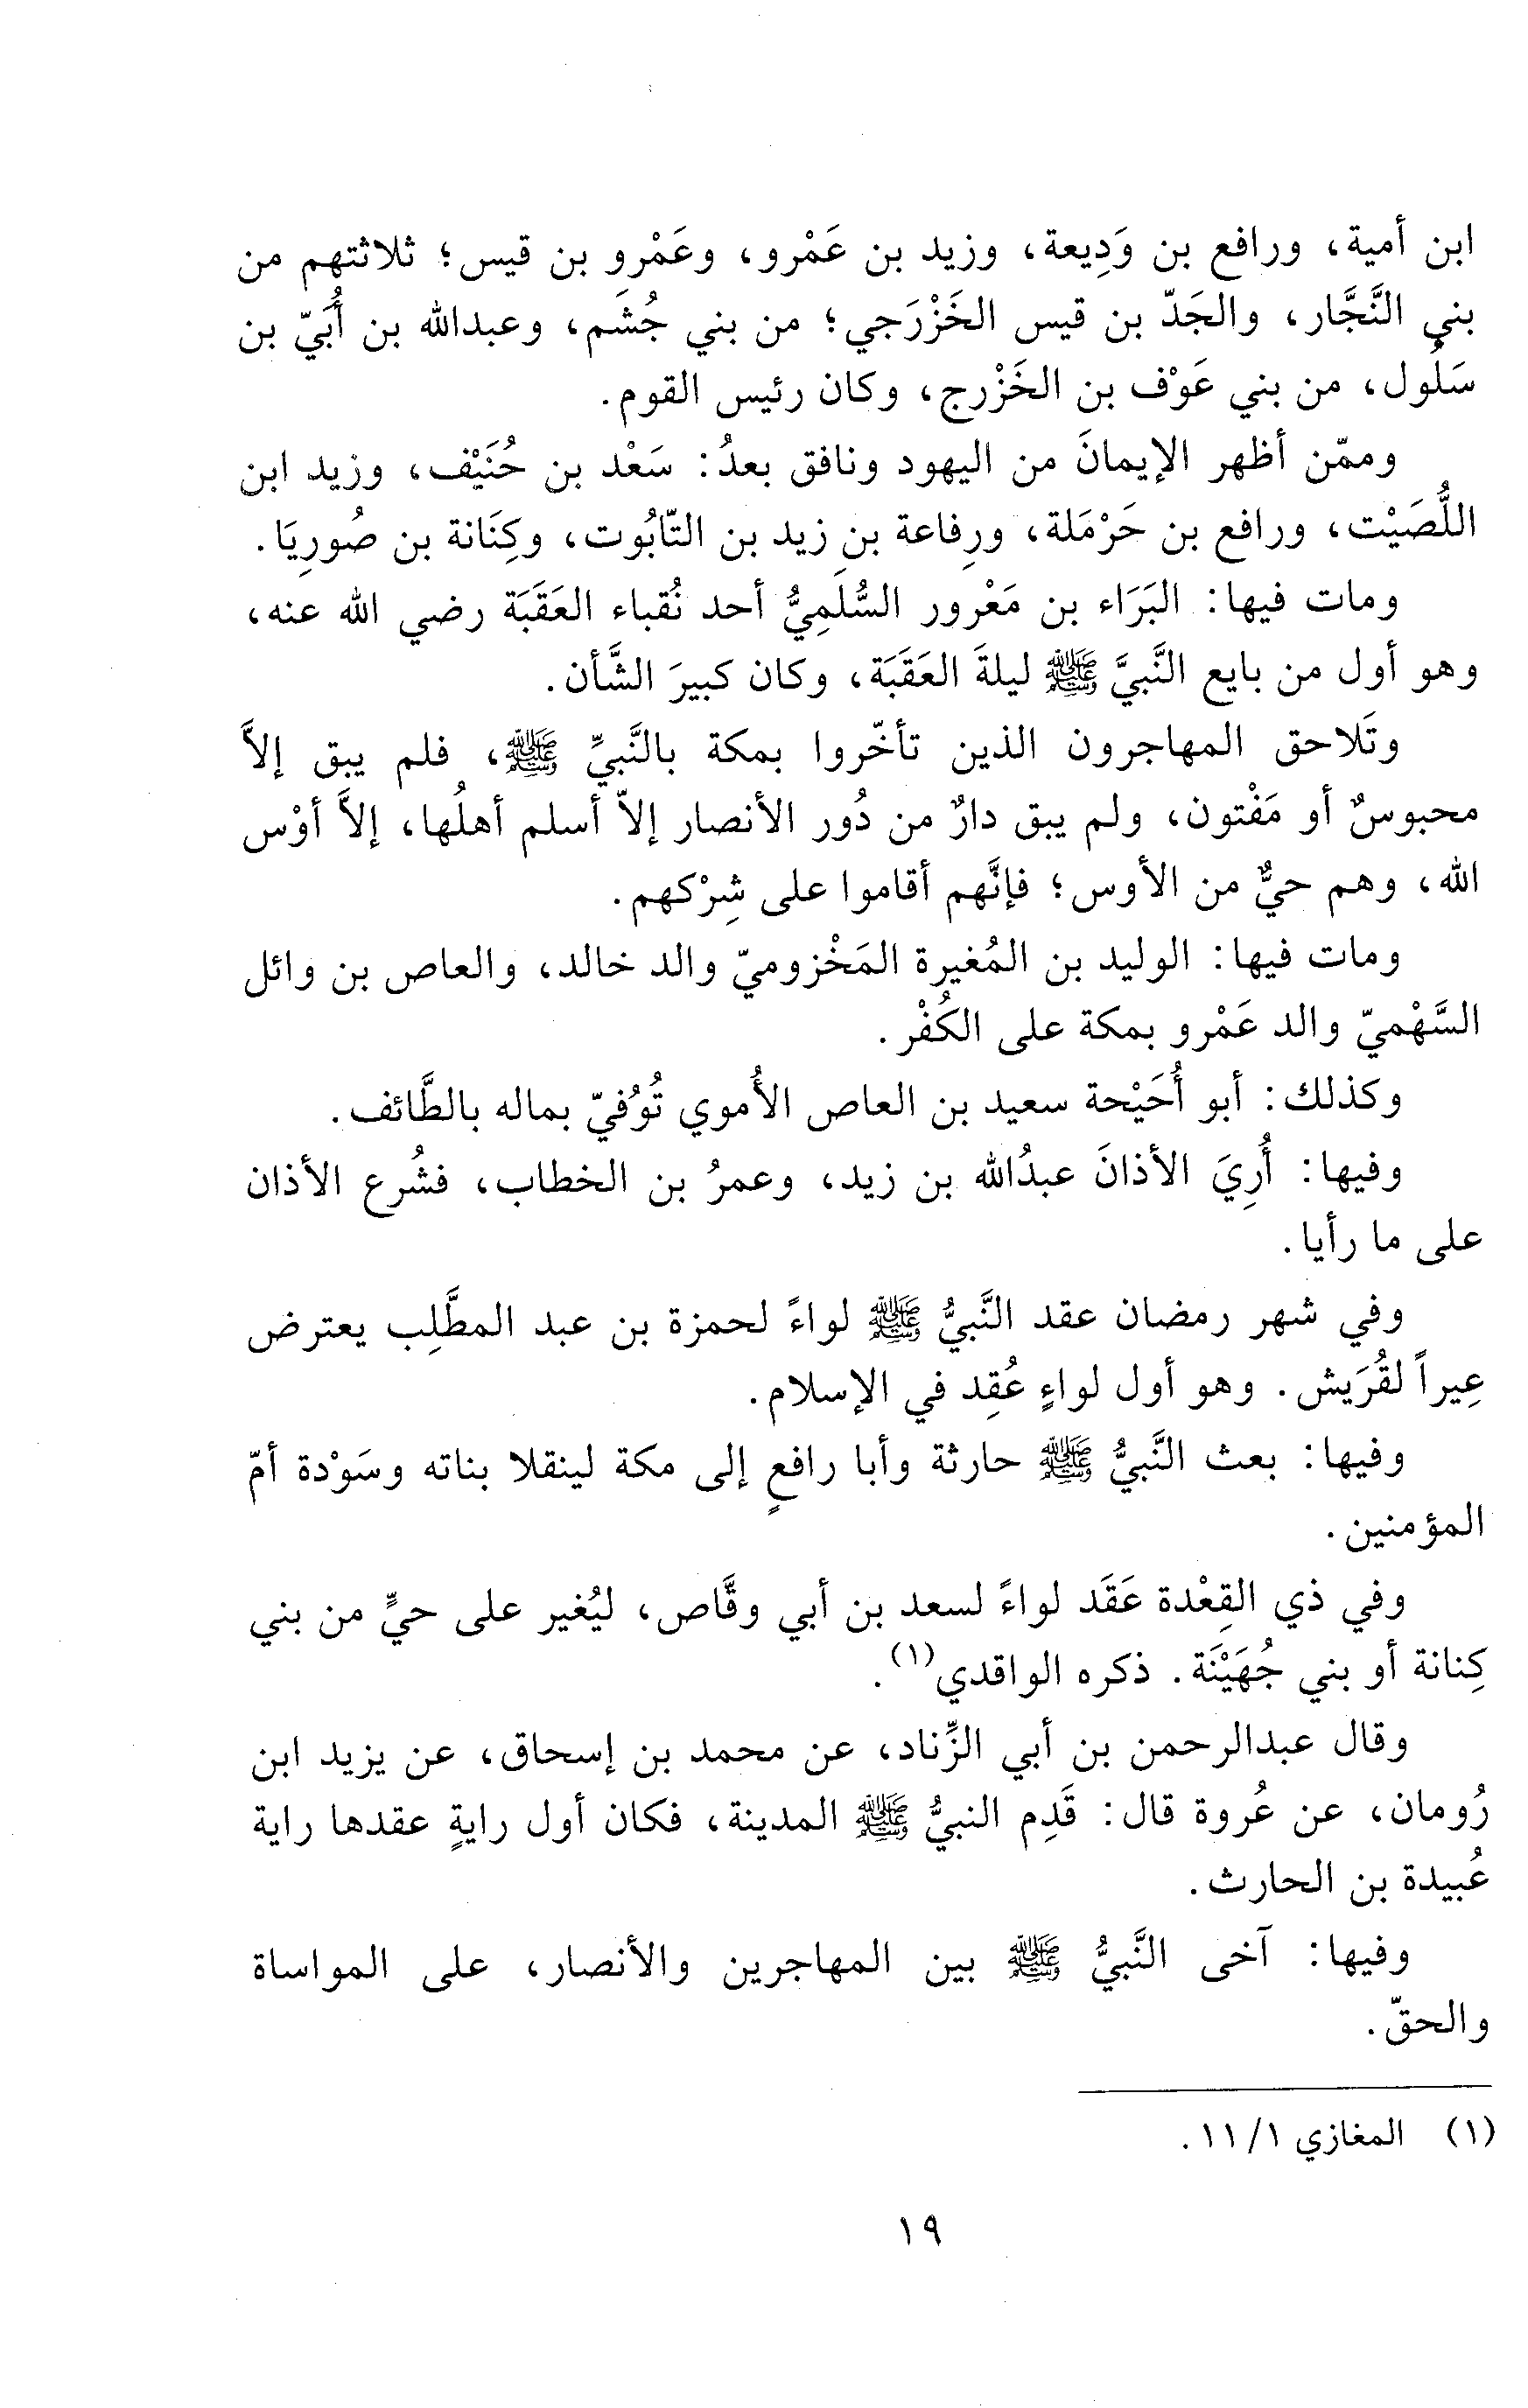 ابن أمية، ورافع بن وَدِيعة، وزيد بن عَمْرو، وعَمْرِو بن قيس؛ ثلاثتهم من
بني النَّجَّار، والجَدّ بن قيس الخَزْرَجي؛ من بني جُشَم، وعبدالله بن أُبَيّ بن
سَلُول، من بني عَوْف بن الخَزْرج، وكان رئيس القوم.
وممّن أظهر الإيمانَ من اليهود ونافق بعدُ: سَعْد بن حُنَيْف، وزيد ابن
اللُّصَيْت، ورافع بن حَرْمَلة، ورِفاعة بن زيد بن التّابُوت، وكِنَانة بن صُورِيَا.
ومات فيها: البَرَاء بن مَعْرور السُّلَمِيُّ أحد نُقباء العَقَبَة رضي الله عنه،
وهو أول من بايع النَّبيَّ ﷺ ليلةَ العَقَبَة، وكان كبيرَ الشَّأن.
وتَلاحق المهاجرون الذين تأخّروا بمكة بالنَّبيِّ ﷺ، فلم يبق إلاَّ
محبوسٌ أو مَفْتون، ولم يبق دارٌ من دُور الأنصار إلاّ أسلم أهلُها، إلاَّ أوْس
الله، وهم حيٌّ من الأوس؛ فإنَّهم أقاموا على شِرْكهم.
ومات فيها: الوليد بن المُغيرة المَخْزوميّ والد خالد، والعاص بن وائل
السَّهْميّ والد عَمْرو بمكة على الكُفْر.
وكذلك: أبو أُحَيْحة سعيد بن العاص الأُموي تُوُفيّ بماله بالطَّائف.
وفيها: أُرِيَ الأذانَ عبدُالله بن زيد، وعمرُ بن الخطاب، فشُرع الأذان
على ما رأيا.
وفي شهر رمضان عقد النَّبيُّ ﷺ لواءً لحمزة بن عبد المطَّلِب يعترض
عِيراً لقُرَيش. وهو أول لواءٍ عُقِد في الإسلام.
وفيها: بعث النَّبيُّ ﷺ حارثة وأبا رافعٍ إلى مكة لينقلا بناته وسَوْدة أمّ
المؤمنين.
وفي ذي القِعْدة عَقَد لواءً لسعد بن أبي وقَّاص، ليُغير على حيٍّ من بني
كِنانة أو بني جُهَيْنَة. ذكره الواقدي(١).
وقال عبدالرحمن بن أبي الزِّناد، عن محمد بن إسحاق، عن يزيد ابن
رُومان، عن عُروة قال: قَدِم النبيُّ ﷺ المدينة، فكان أول رايةٍ عقدها راية
عُبيدة بن الحارث.
وفيها: آخى النَّبيُّ ﷺ بين المهاجرين والأنصار، على المواساة
والحقّ.
(١) المغازي ١/ ١١.
١٩